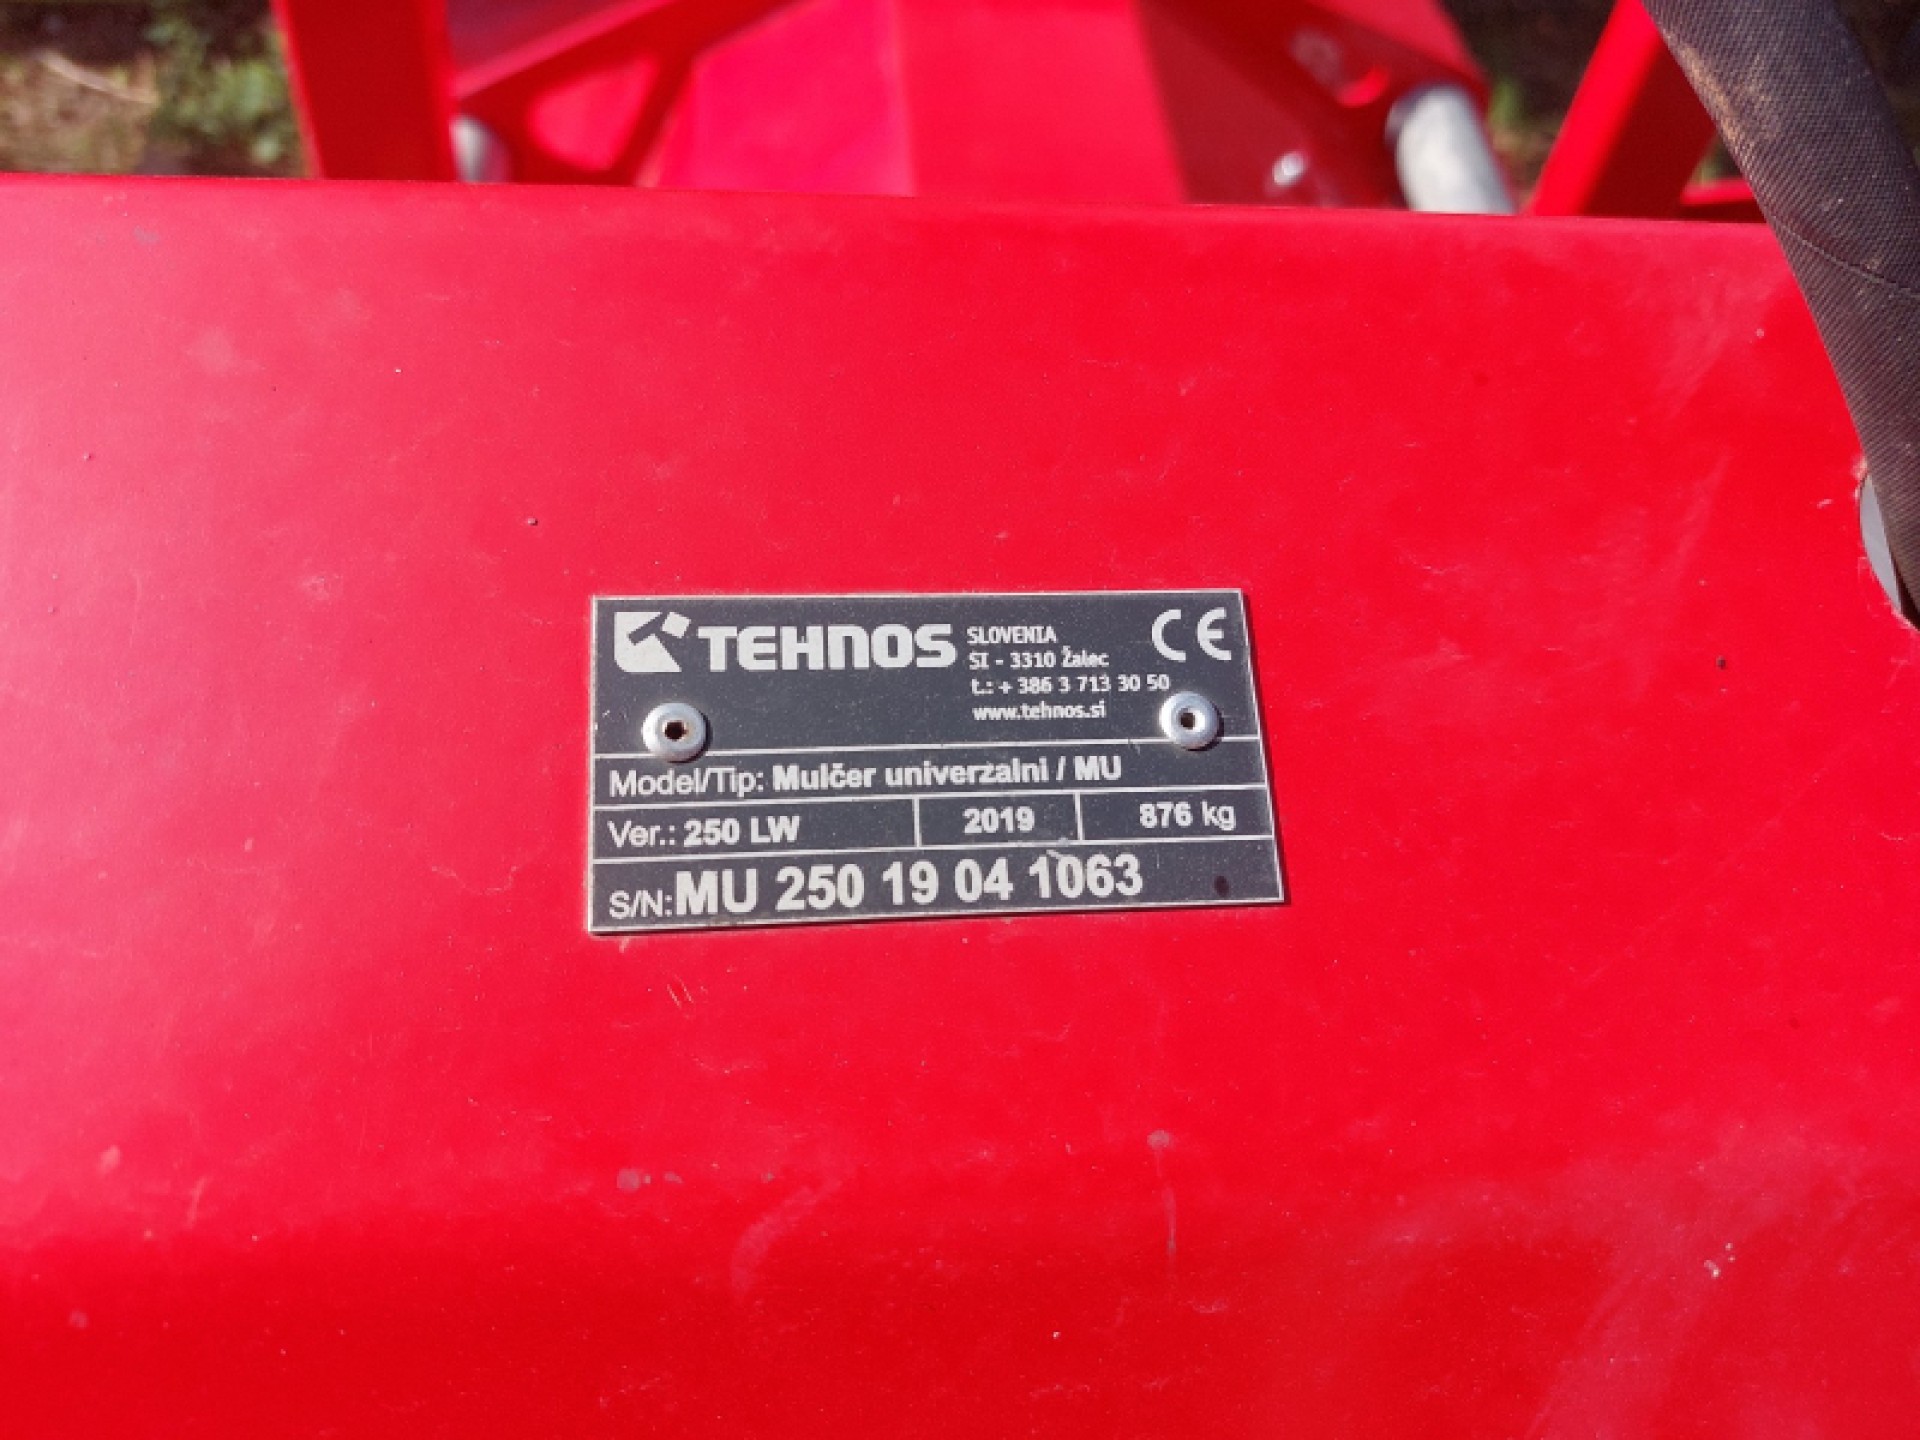 TEHNOS
SLOVENIA
SI - 3310 Žalec
t.: + 386 3 713 30 50
www.tehnos.si
CE
Model/Tip: Mulčer univerzalni / MU
Ver.: 250 LW 2019 876 kg
S/N: MU 250 19 04 1063